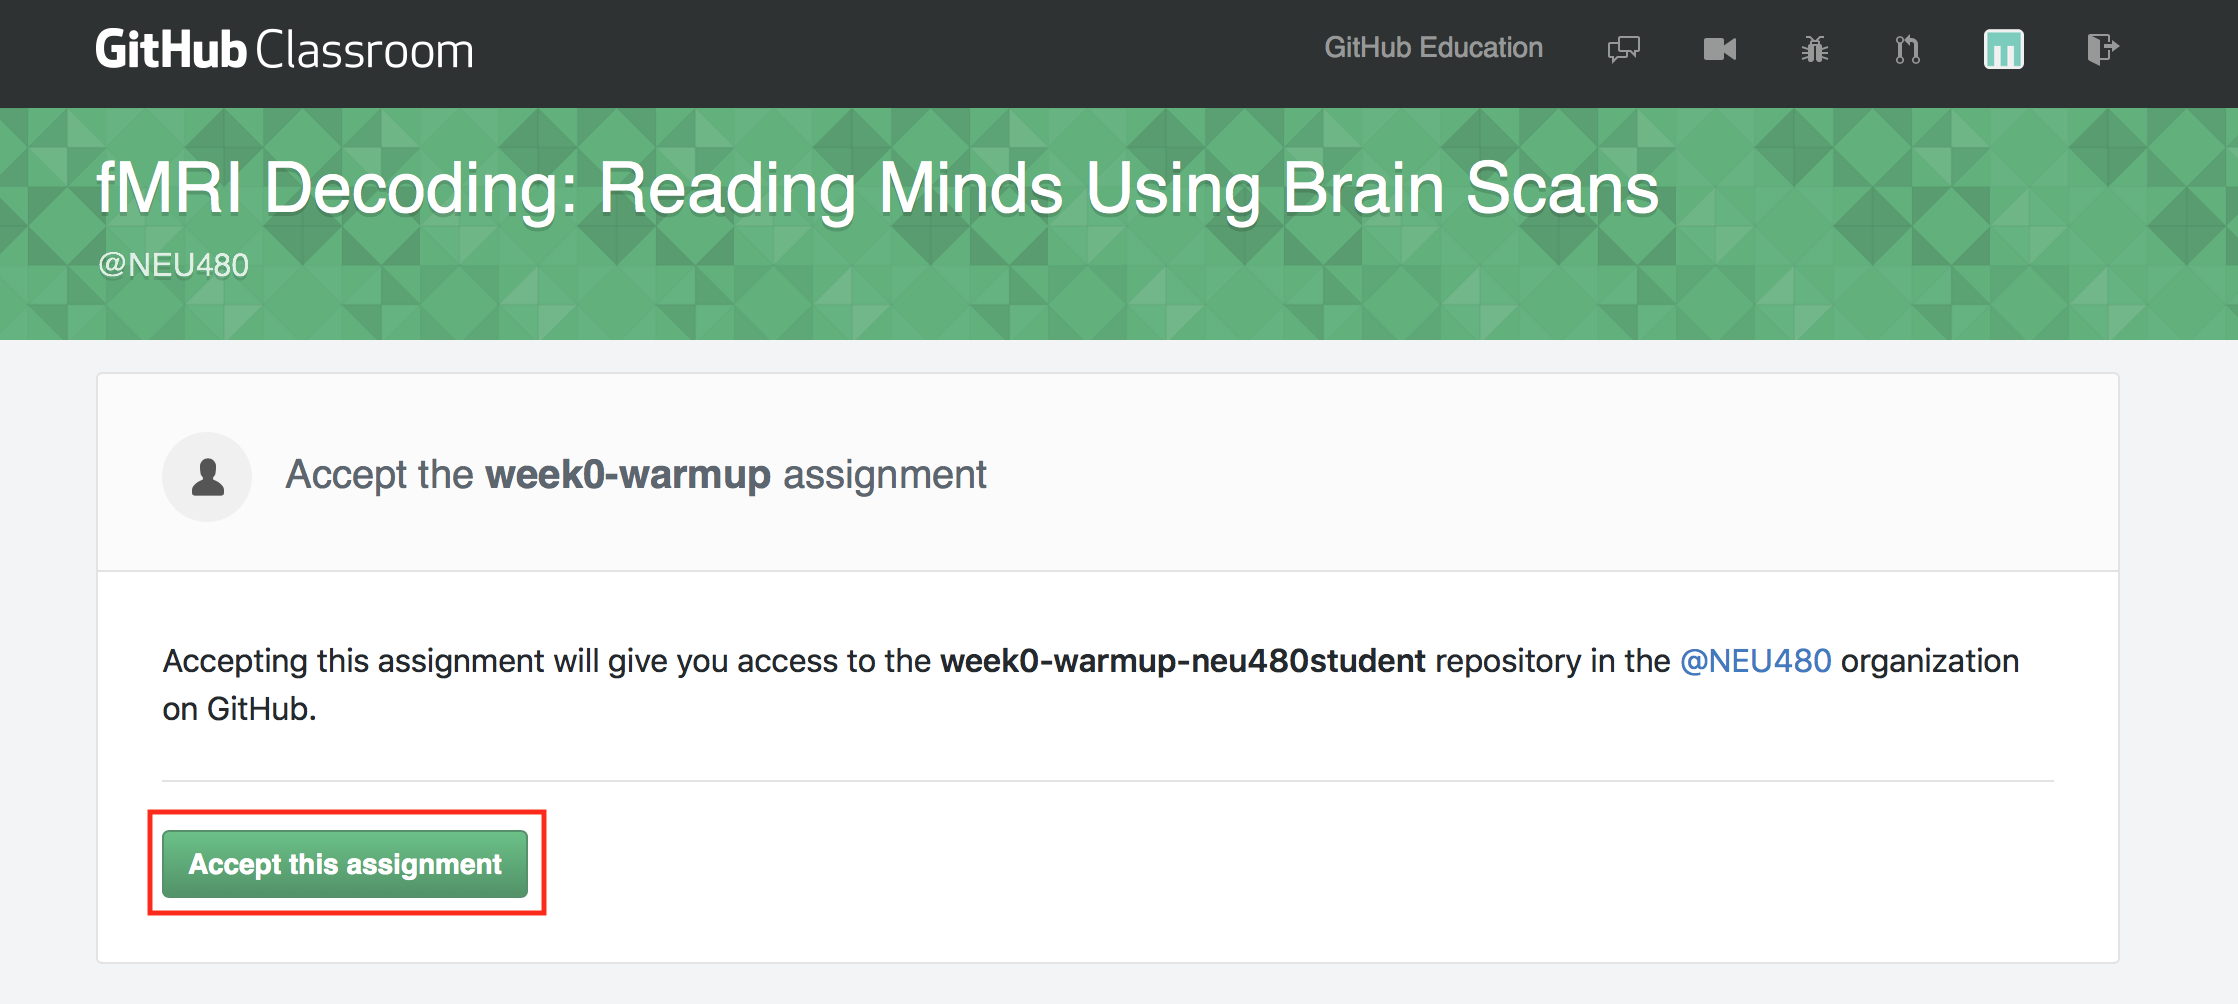 GitHub Classroom
GitHub Education
fMRI Decoding: Reading Minds Using Brain Scans
@NEU480
Accept the week0-warmup assignment
Accepting this assignment will give you access to the week0-warmup-neu480student repository in the @NEU480 organization
on GitHub.
Accept this assignment